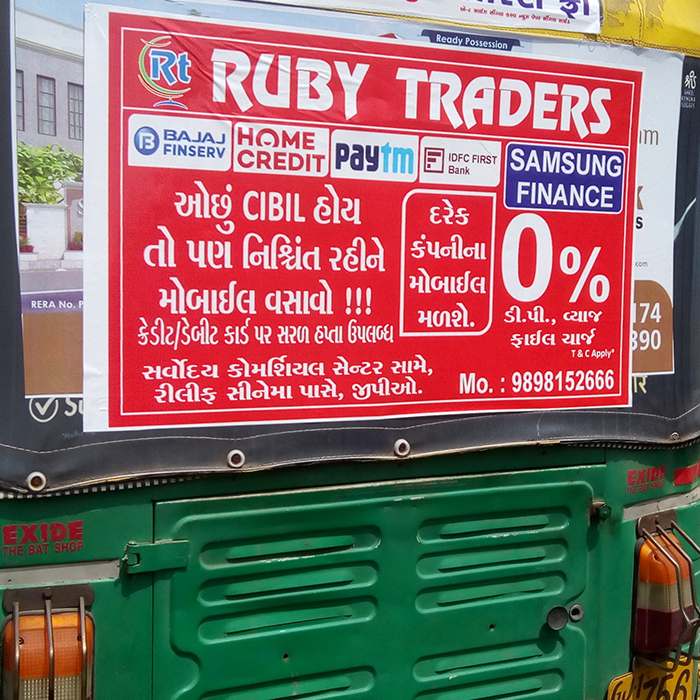 Ready Possession
Rt RUBY TRADERS
BAJAJ FINSERV
HOME CREDIT
paytm
IDFC FIRST Bank
SAMSUNG FINANCE
ઓછું CIBIL હોય
તો પણ નિશ્ચિંત રહીને
મોબાઈલ વસાવો !!!
ક્રેડીટ/ડેબીટ કાર્ડ પર સરળ હપ્તા ઉપલબ્ધ
દરેક
કંપનીના
મોબાઈલ
મળશે.
0%
ડી.પી., વ્યાજ
ફાઈલ ચાર્જ
T & C Apply*
સર્વોદય કોમર્શિયલ સેન્ટર સામે,
રીલીફ સીનેમા પાસે, જીપીઓ.
Mo. : 9898152666
RERA No.
174
390
EXIDE
THE BAT SHOP
EXIDE